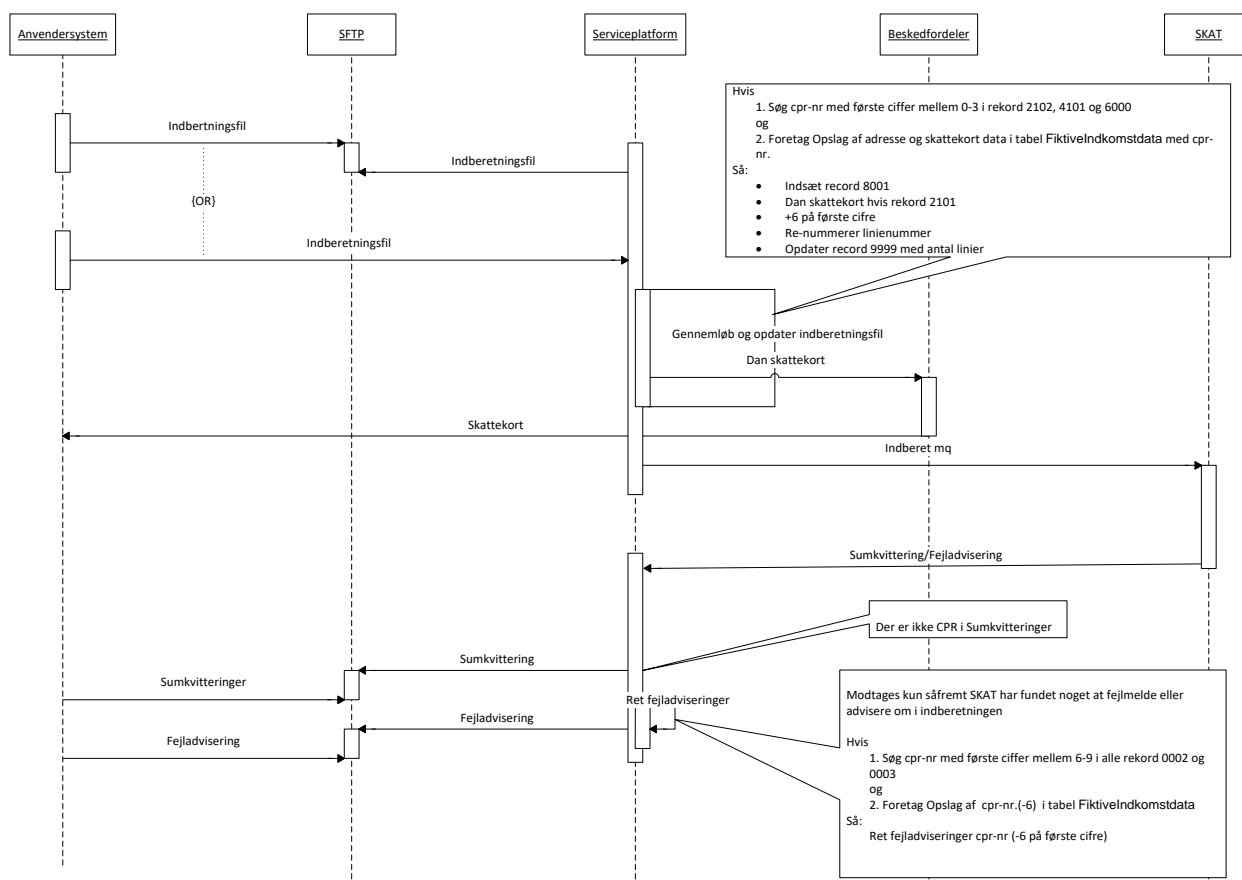 Anvendersystem
SFTP
Serviceplatform
Beskedfordeler
SKAT
Hvis
1. Søg cpr-nr med første ciffer mellem 0-3 i rekord 2102, 4101 og 6000
og
2. Foretag Opslag af adresse og skattekort data i tabel FiktiveIndkomstdata med cpr-
nr.
Så:
• Indsæt record 8001
• Dan skattekort hvis rekord 2101
• +6 på første cifre
• Re-nummerer linienummer
• Opdater record 9999 med antal linier
Indbertningsfil
Indberetningsfil
{OR}
Indberetningsfil
Gennemløb og opdater indberetningsfil
Dan skattekort
Skattekort
Indberet mq
Sumkvittering/Fejladvisering
Der er ikke CPR i Sumkvitteringer
Sumkvittering
Sumkvitteringer
Ret fejladviseringer
Fejladvisering
Fejladvisering
Modtages kun såfremt SKAT har fundet noget at fejlmelde eller
advisere om i indberetningen
Hvis
1. Søg cpr-nr med første ciffer mellem 6-9 i alle rekord 0002 og
0003
og
2. Foretag Opslag af cpr-nr.(-6) i tabel FiktiveIndkomstdata
Så:
Ret fejladviseringer cpr-nr (-6 på første cifre)